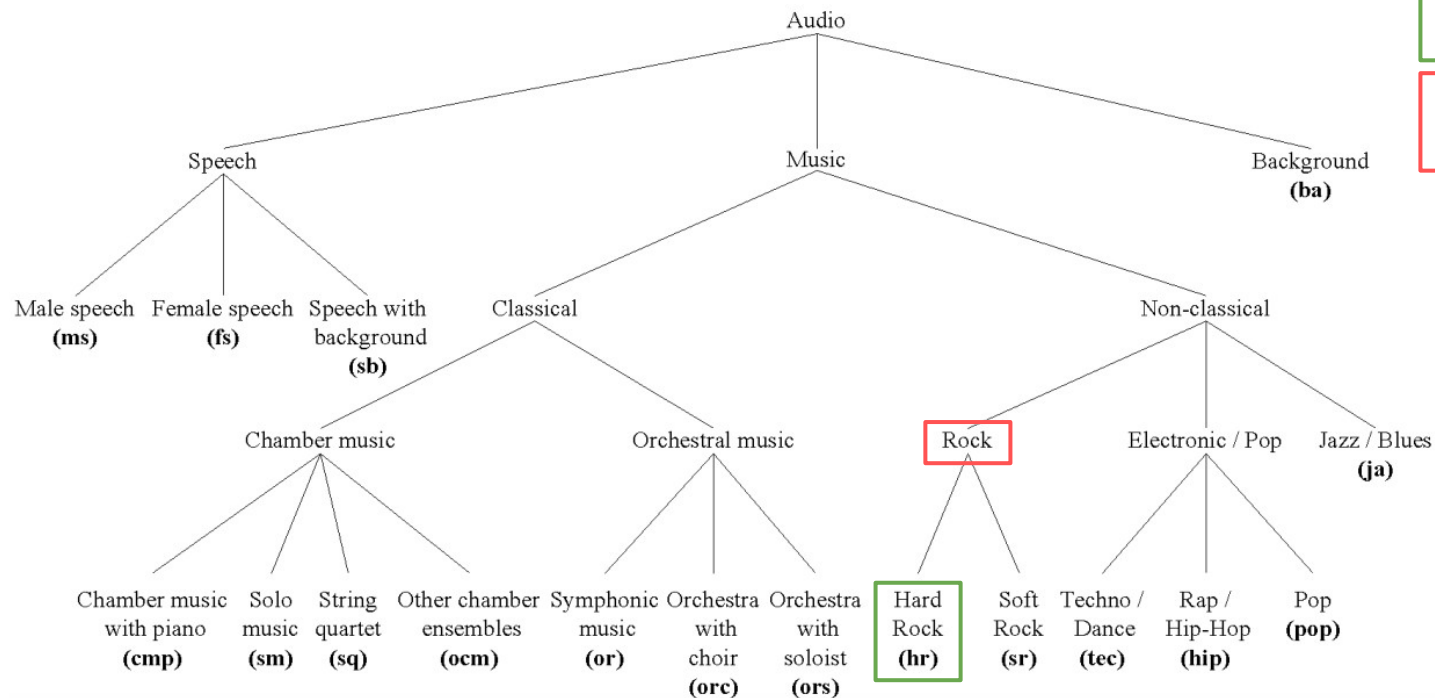 Audio
Speech
Music
Background
(ba)
Male speech
(ms)
Female speech
(fs)
Speech with
background
(sb)
Classical
Non-classical
Chamber music
Orchestral music
Rock
Electronic / Pop
Jazz / Blues
(ja)
Chamber music
with piano
(cmp)
Solo
music
(sm)
String
quartet
(sq)
Other chamber
ensembles
(ocm)
Symphonic
music
(or)
Orchestra
with
choir
(orc)
Orchestra
with
soloist
(ors)
Hard
Rock
(hr)
Soft
Rock
(sr)
Techno /
Dance
(tec)
Rap /
Hip-Hop
(hip)
Pop
(pop)